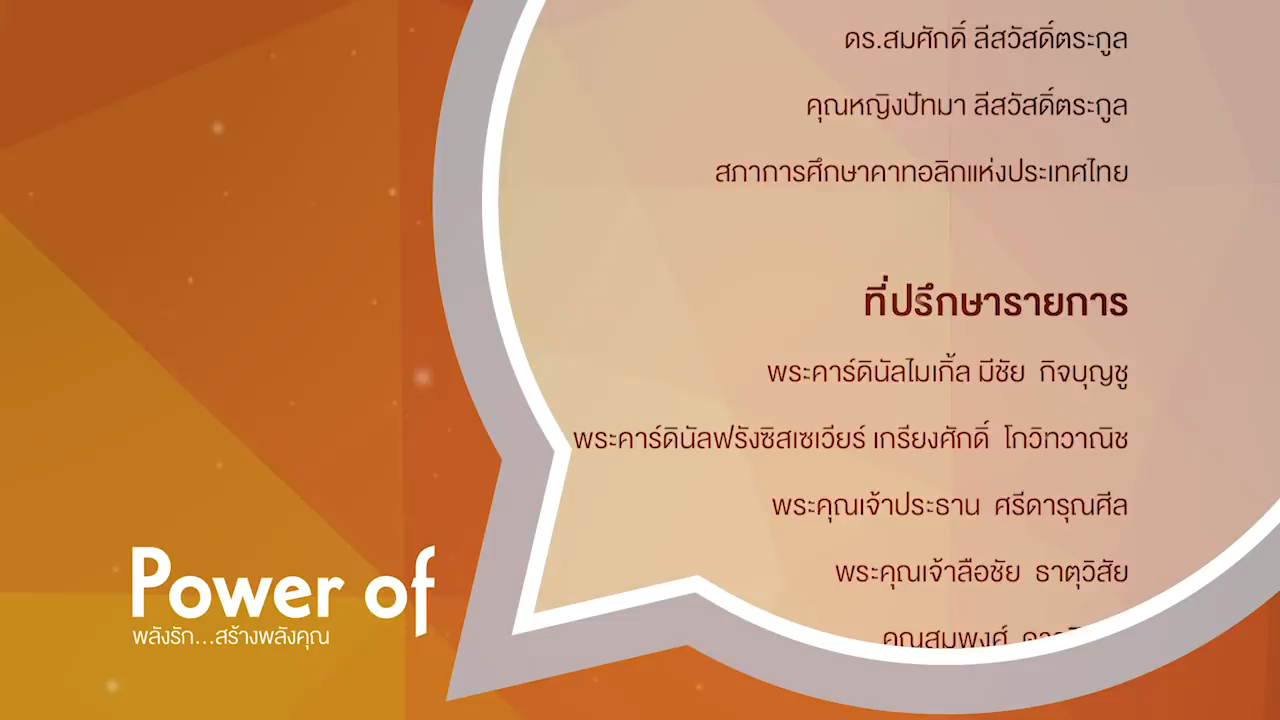 ดร.สมศักดิ์ ลีสวัสดิ์ตระกูล
คุณหญิงปัทมา ลีสวัสดิ์ตระกูล
สภาการศึกษาคาทอลิกแห่งประเทศไทย
ที่ปรึกษารายการ
พระคาร์ดินัลไมเกิ้ล มีชัย กิจบุญชู
พระคาร์ดินัลฟรังซิสเซเวียร์ เกรียงศักดิ์ โกวิทวาณิช
พระคุณเจ้าประธาน ศรีดารุณศีล
พระคุณเจ้าลือชัย ธาตุวิสัย
คุณสมพงศ์
Power of
พลังรัก...สร้างพลังคุณ